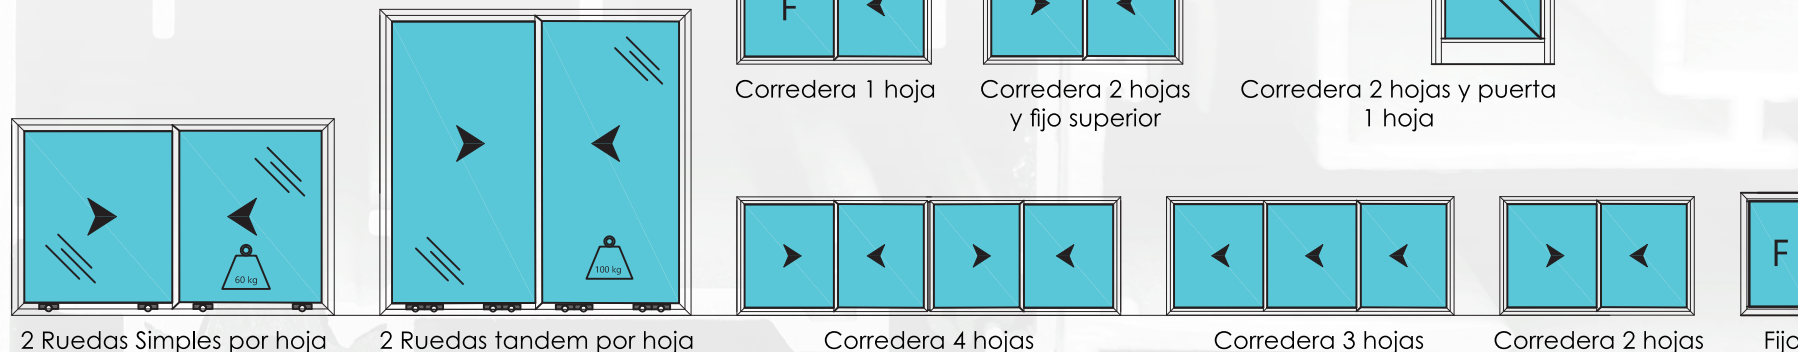 F
Corredera 1 hoja
Corredera 2 hojas
y fijo superior
Corredera 2 hojas y puerta
1 hoja
60 kg
100 kg
F
2 Ruedas Simples por hoja
2 Ruedas tandem por hoja
Corredera 4 hojas
Corredera 3 hojas
Corredera 2 hojas